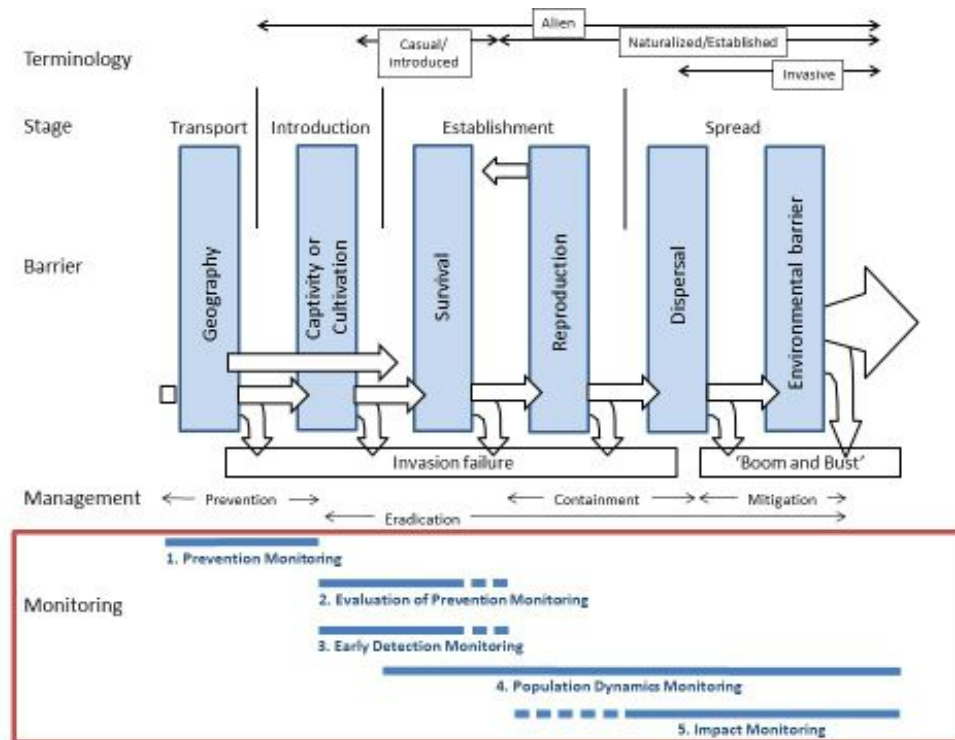 Alien
Casual/
introduced
Naturalized/Established
Terminology
Invasive
Stage
Transport
Introduction
Establishment
Spread
Barrier
Geography
Captivity or
Cultivation
Survival
Reproduction
Dispersal
Environmental barrier
Invasion failure
'Boom and Bust'
Management
Prevention
Containment
Mitigation
Eradication
1. Prevention Monitoring
2. Evaluation of Prevention Monitoring
Monitoring
3. Early Detection Monitoring
4. Population Dynamics Monitoring
5. Impact Monitoring